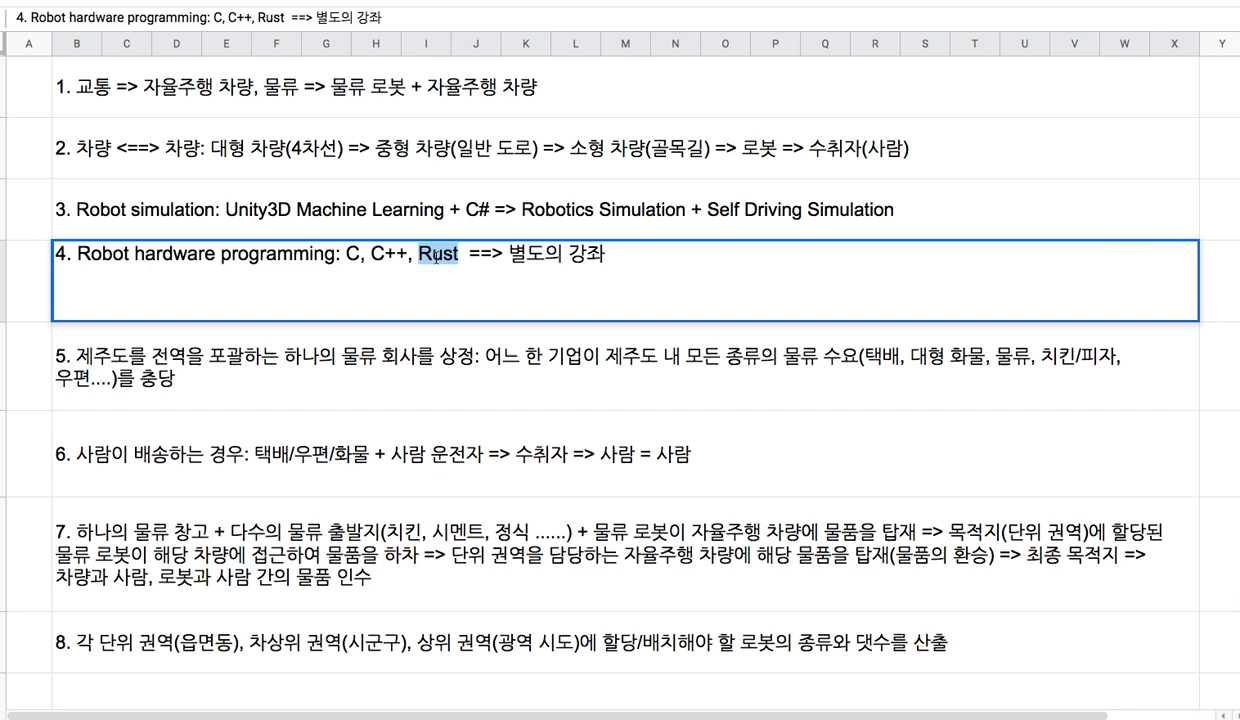 4. Robot hardware programming: C, C++, Rust ==> 별도의 강좌
A B C D E F G H I J K L M N O P Q R S T U V W X Y
1. 교통 => 자율주행 차량, 물류 => 물류 로봇 + 자율주행 차량
2. 차량 <==> 차량: 대형 차량(4차선) => 중형 차량(일반 도로) => 소형 차량(골목길) => 로봇 => 수취자(사람)
3. Robot simulation: Unity3D Machine Learning + C# => Robotics Simulation + Self Driving Simulation
4. Robot hardware programming: C, C++, Rust ==> 별도의 강좌
5. 제주도를 전역을 포괄하는 하나의 물류 회사를 상정: 어느 한 기업이 제주도 내 모든 종류의 물류 수요(택배, 대형 화물, 물류, 치킨/피자,
우편....)를 충당
6. 사람이 배송하는 경우: 택배/우편/화물 + 사람 운전자 => 수취자 => 사람 = 사람
7. 하나의 물류 창고 + 다수의 물류 출발지(치킨, 시멘트, 정식 ......) + 물류 로봇이 자율주행 차량에 물품을 탑재 => 목적지(단위 권역)에 할당된
물류 로봇이 해당 차량에 접근하여 물품을 하차 => 단위 권역을 담당하는 자율주행 차량에 해당 물품을 탑재(물품의 환승) => 최종 목적지 =>
차량과 사람, 로봇과 사람 간의 물품 인수
8. 각 단위 권역(읍면동), 차상위 권역(시군구), 상위 권역(광역 시도)에 할당/배치해야 할 로봇의 종류와 댓수를 산출